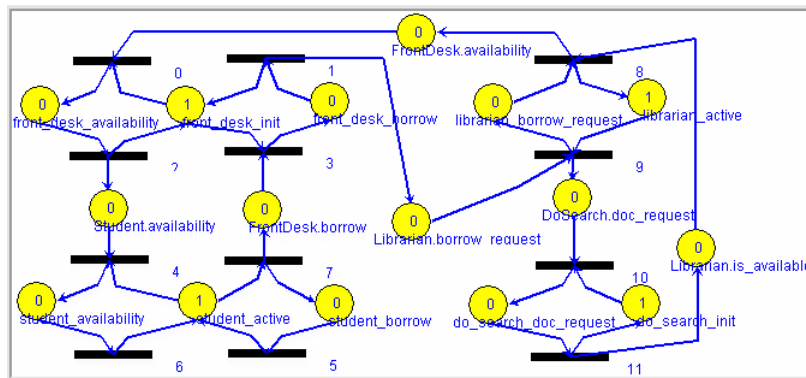 0
FrontDesk.availability
0 1 8
0 1 0 0 1
front_desk_availability front_desk_init front_desk_borrow librarian_borrow_request librarian_active
2 3 9
0 0 0 0
Student.availability FrontDesk.borrow Librarian.borrow_request DoSearch.doc_request
0
Librarian.is_available
4 7 10
0 1 0 0 1
student_availability student_active student_borrow do_search_doc_request do_search_init
6 5 11